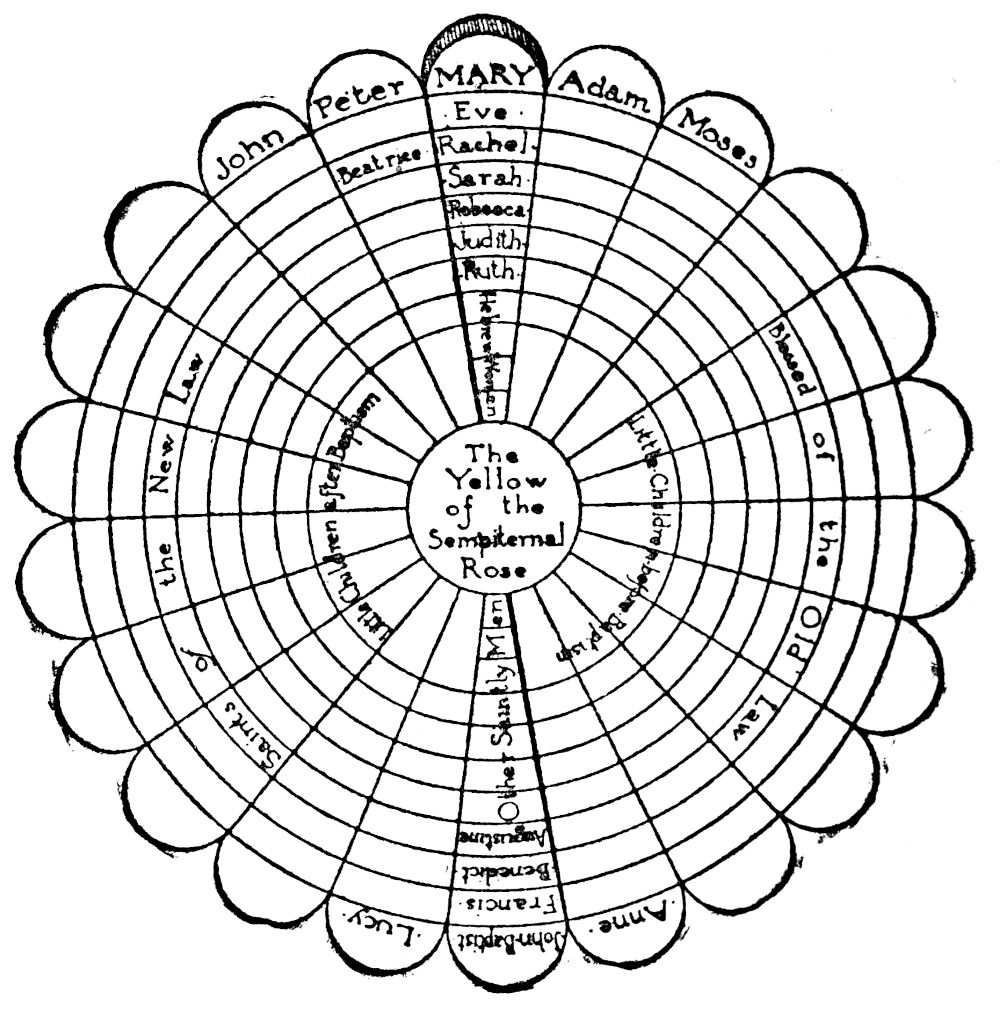 MARY
Peter
Adam
John
Moses
Eve
Rachel
Beatrice
Sarah
Rebecca
Judith
Ruth
Hebrew Women
Blessed of the Old Law
Saints of the New Law
Little Children after Baptism
Little Children before Baptism
The
Yellow
of the
Sempiternal
Rose
Other Saintly Men
Augustine
Benedict
Francis
John Baptist
Lucy
Anne